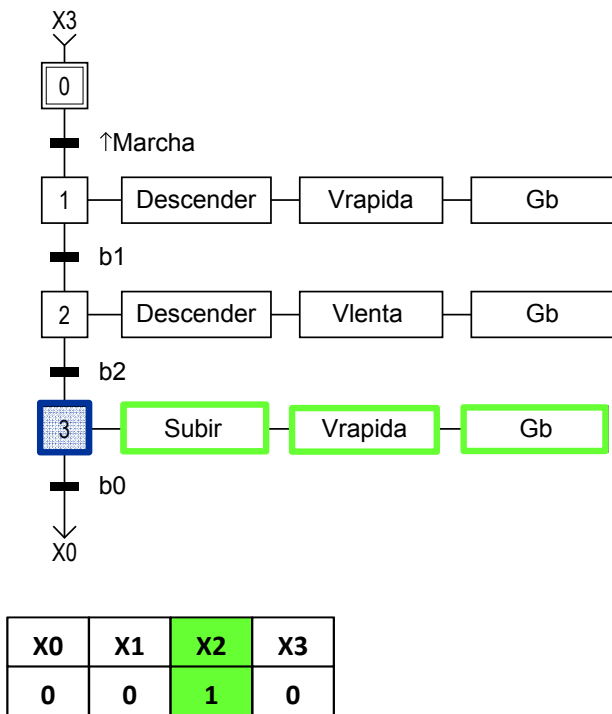 X3
0
↑Marcha
1 Descender Vrapida Gb
b1
2 Descender Vlenta Gb
b2
3 Subir Vrapida Gb
b0
X0
X0 X1 X2 X3
0 0 1 0